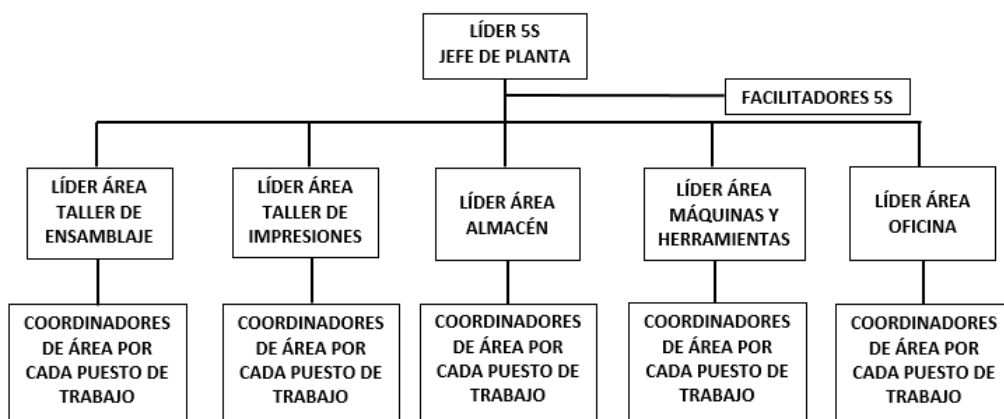 LÍDER 5S
JEFE DE PLANTA
FACILITADORES 5S
LÍDER ÁREA
TALLER DE
ENSAMBLAJE
LÍDER ÁREA
TALLER DE
IMPRESIONES
LÍDER ÁREA
ALMACÉN
LÍDER ÁREA
MÁQUINAS Y
HERRAMIENTAS
LÍDER ÁREA
OFICINA
COORDINADORES
DE ÁREA POR
CADA PUESTO DE
TRABAJO
COORDINADORES
DE ÁREA POR
CADA PUESTO DE
TRABAJO
COORDINADORES
DE ÁREA POR
CADA PUESTO DE
TRABAJO
COORDINADORES
DE ÁREA POR
CADA PUESTO DE
TRABAJO
COORDINADORES
DE ÁREA POR
CADA PUESTO DE
TRABAJO